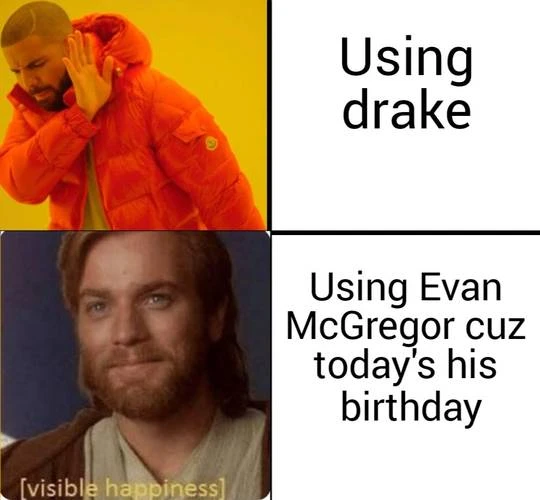 Using
drake
Using Evan
McGregor cuz
today's his
birthday
[visible happiness]